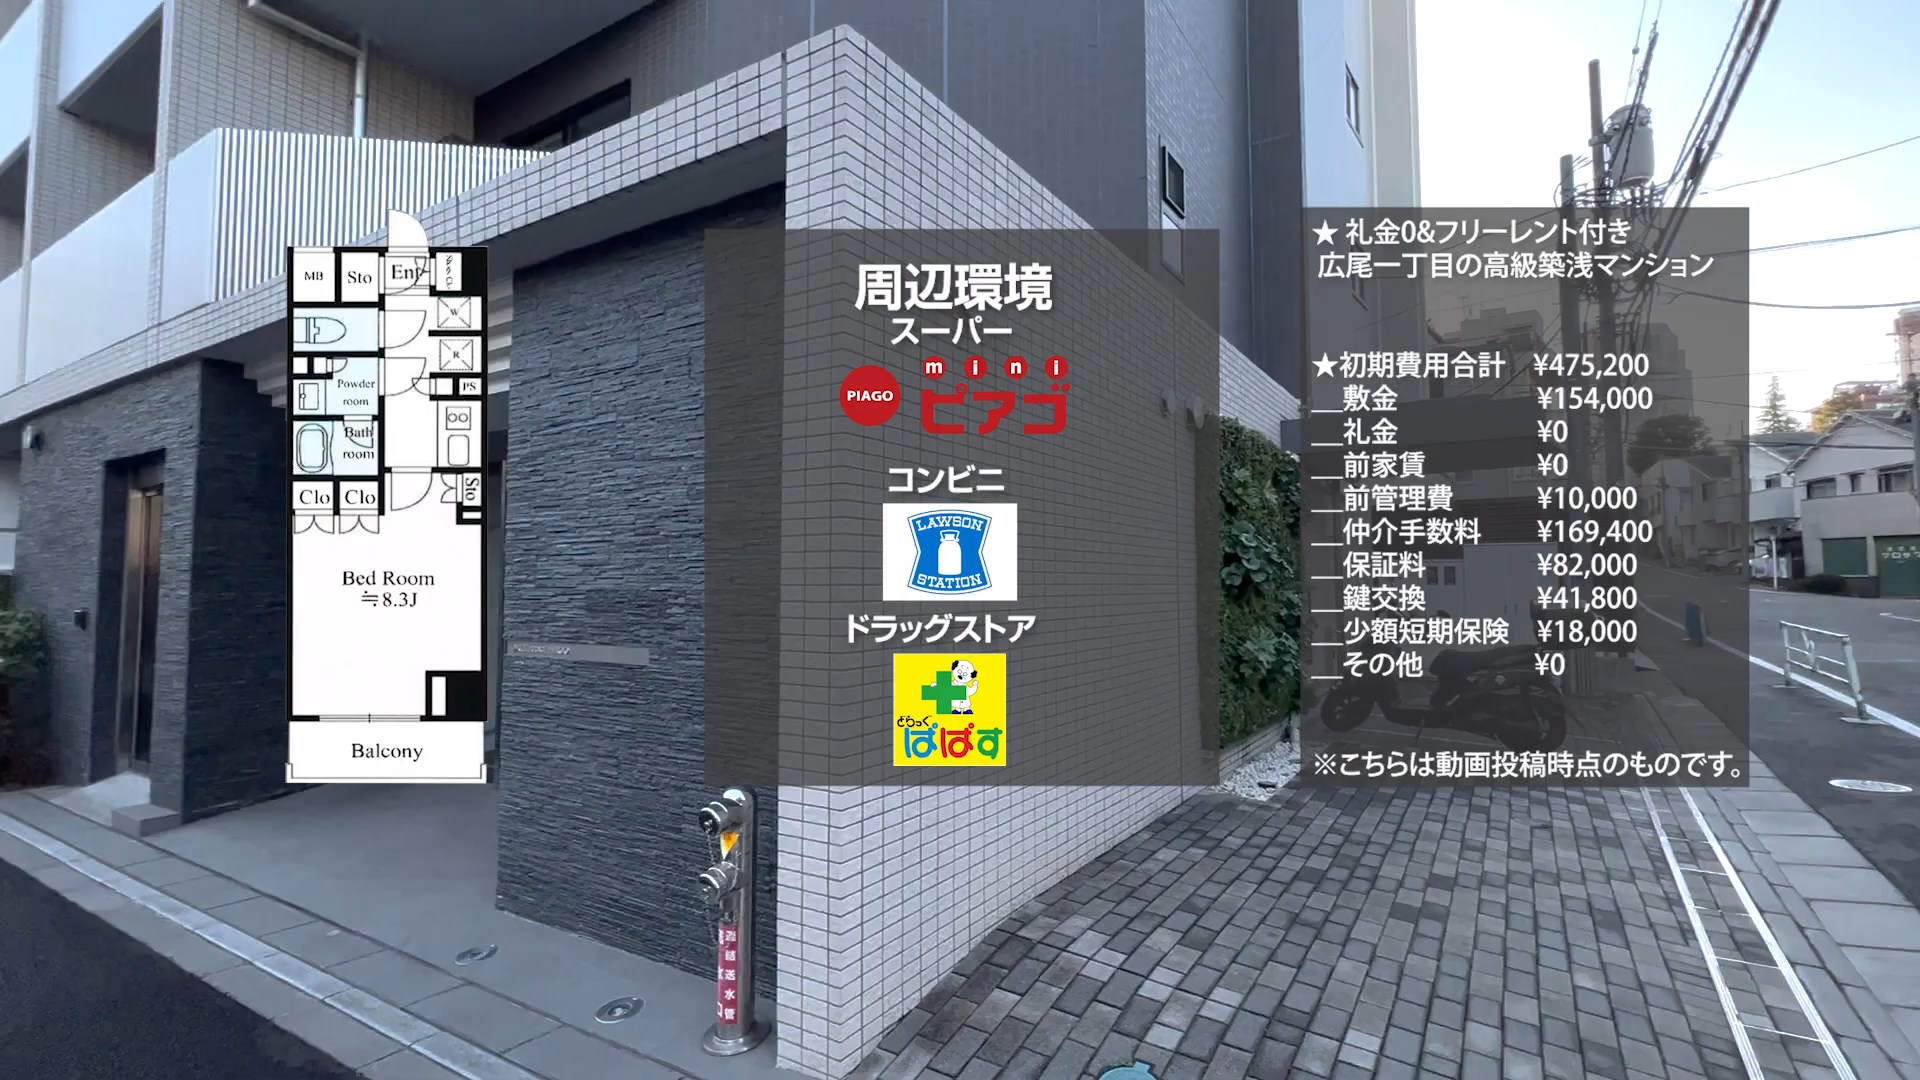 MB
Sto
Ent
W
R
Powder
room
PS
Bath
room
Clo
Clo
Sto
Bed Room
≒8.3J
Balcony
周辺環境
スーパー
PIAGO
mini
ピアゴ
コンビニ
LAWSON
STATION
ドラッグストア
どらっぐ
ぱぱす
★ 礼金0&フリーレント付き
広尾一丁目の高級築浅マンション
★初期費用合計 ¥475,200
__敷金 ¥154,000
__礼金 ¥0
__前家賃 ¥0
__前管理費 ¥10,000
__仲介手数料 ¥169,400
__保証料 ¥82,000
__鍵交換 ¥41,800
__少額短期保険 ¥18,000
__その他 ¥0
※こちらは動画投稿時点のものです。
送水管